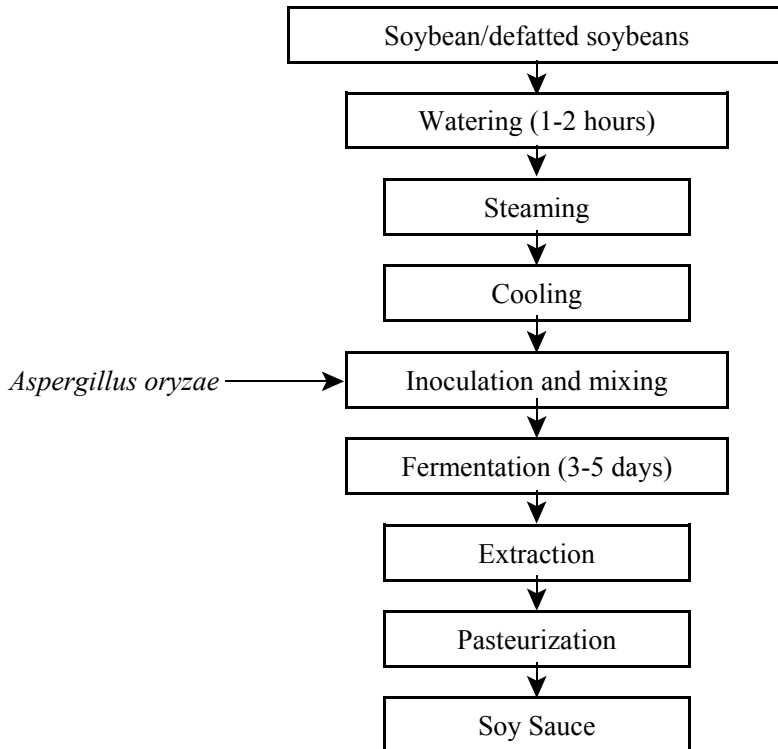 Soybean/defatted soybeans
Watering (1-2 hours)
Steaming
Cooling
Aspergillus oryzae
Inoculation and mixing
Fermentation (3-5 days)
Extraction
Pasteurization
Soy Sauce